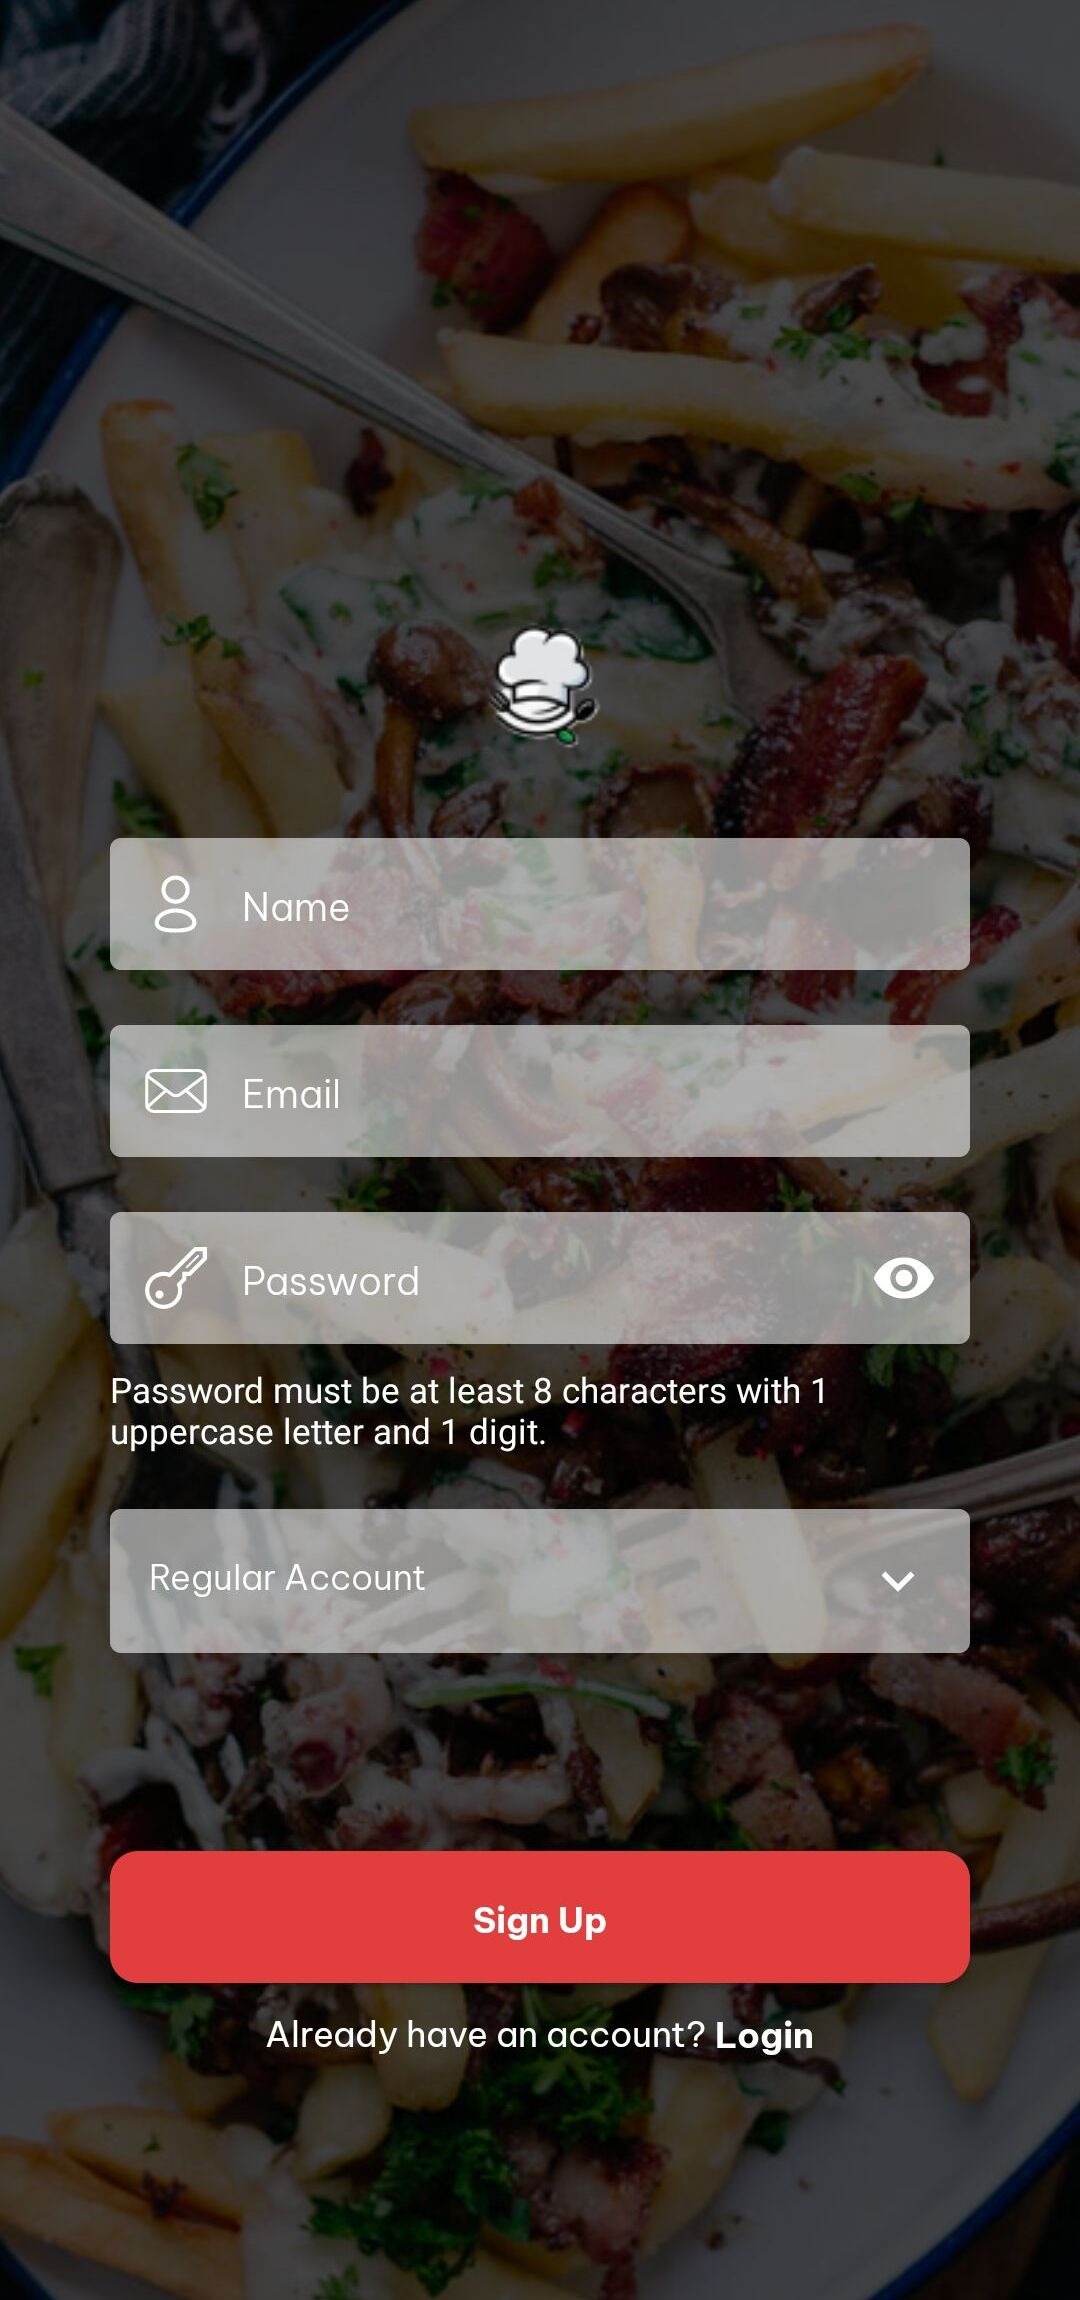 Name
Email
Password
Password must be at least 8 characters with 1
uppercase letter and 1 digit.
Regular Account
Sign Up
Already have an account? Login